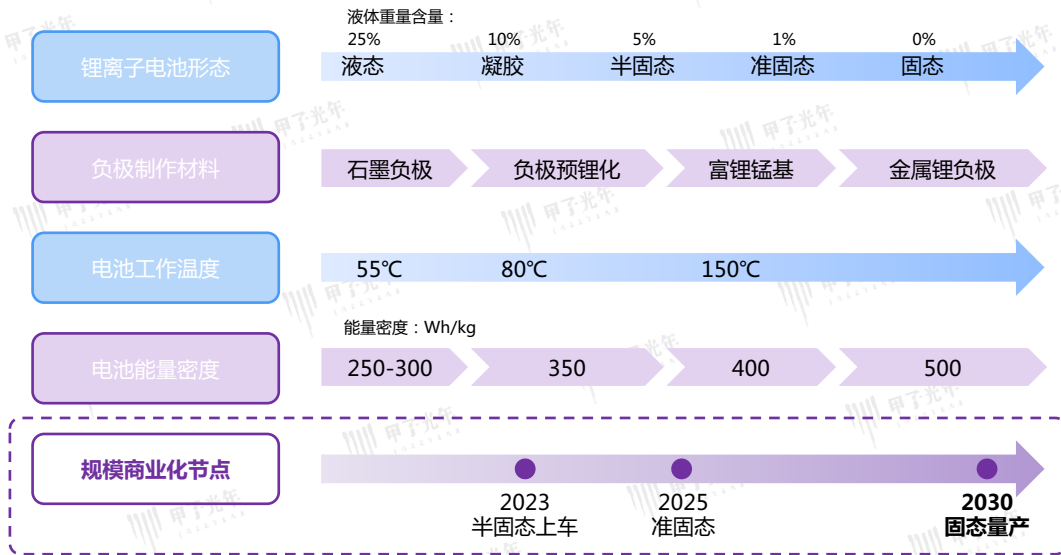 液体重量含量：
25% 10% 5% 1% 0%
锂离子电池形态 液态 凝胶 半固态 准固态 固态
负极制作材料 石墨负极 负极预锂化 富锂锰基 金属锂负极
电池工作温度 55℃ 80℃ 150℃
能量密度：Wh/kg
电池能量密度 250-300 350 400 500
规模商业化节点
2023 2025 2030
半固态上车 准固态 固态量产
甲子光年